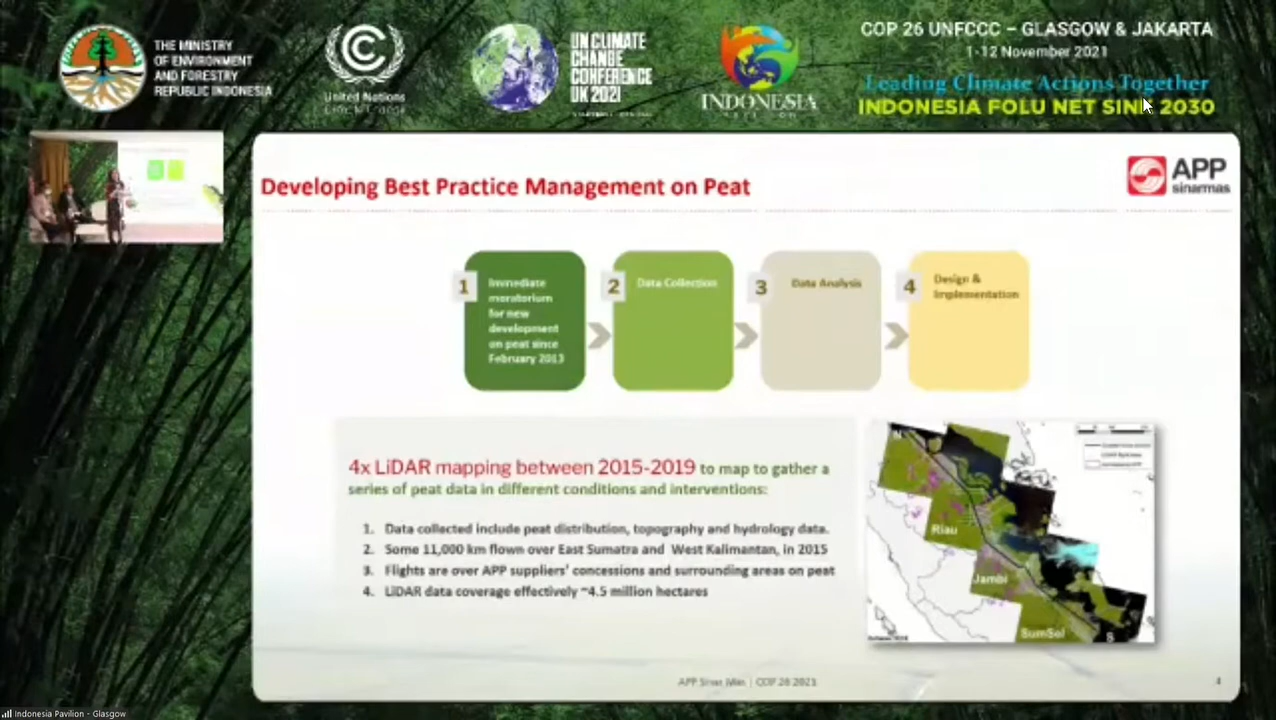 THE MINISTRY
OF ENVIRONMENT
AND FORESTRY
REPUBLIC INDONESIA
United Nations
UN CLIMATE
CHANGE
CONFERENCE
UK 2021
INDONESIA
COP 26 UNFCCC – GLASGOW & JAKARTA
1-12 November 2021
Leading Climate Actions Together
INDONESIA FOLU NET SINK 2030
Developing Best Practice Management on Peat
APP
sinarmas
1
Immediate
moratorium
for new
development
on peat since
February 2013
2
Data Collection
3
Data Analysis
4
Design &
Implementation
4x LiDAR mapping between 2015-2019 to map to gather a
series of peat data in different conditions and interventions:
1. Data collected include peat distribution, topography and hydrology data.
2. Some 11,000 km flown over East Sumatra and West Kalimantan, in 2015
3. Flights are over APP suppliers' concessions and surrounding areas on peat
4. LiDAR data coverage effectively ~4.5 million hectares
N
Riau
Jambi
SumSel
S
APP Sinar Mas | COP 26 2021
Indonesia Pavilion - Glasgow